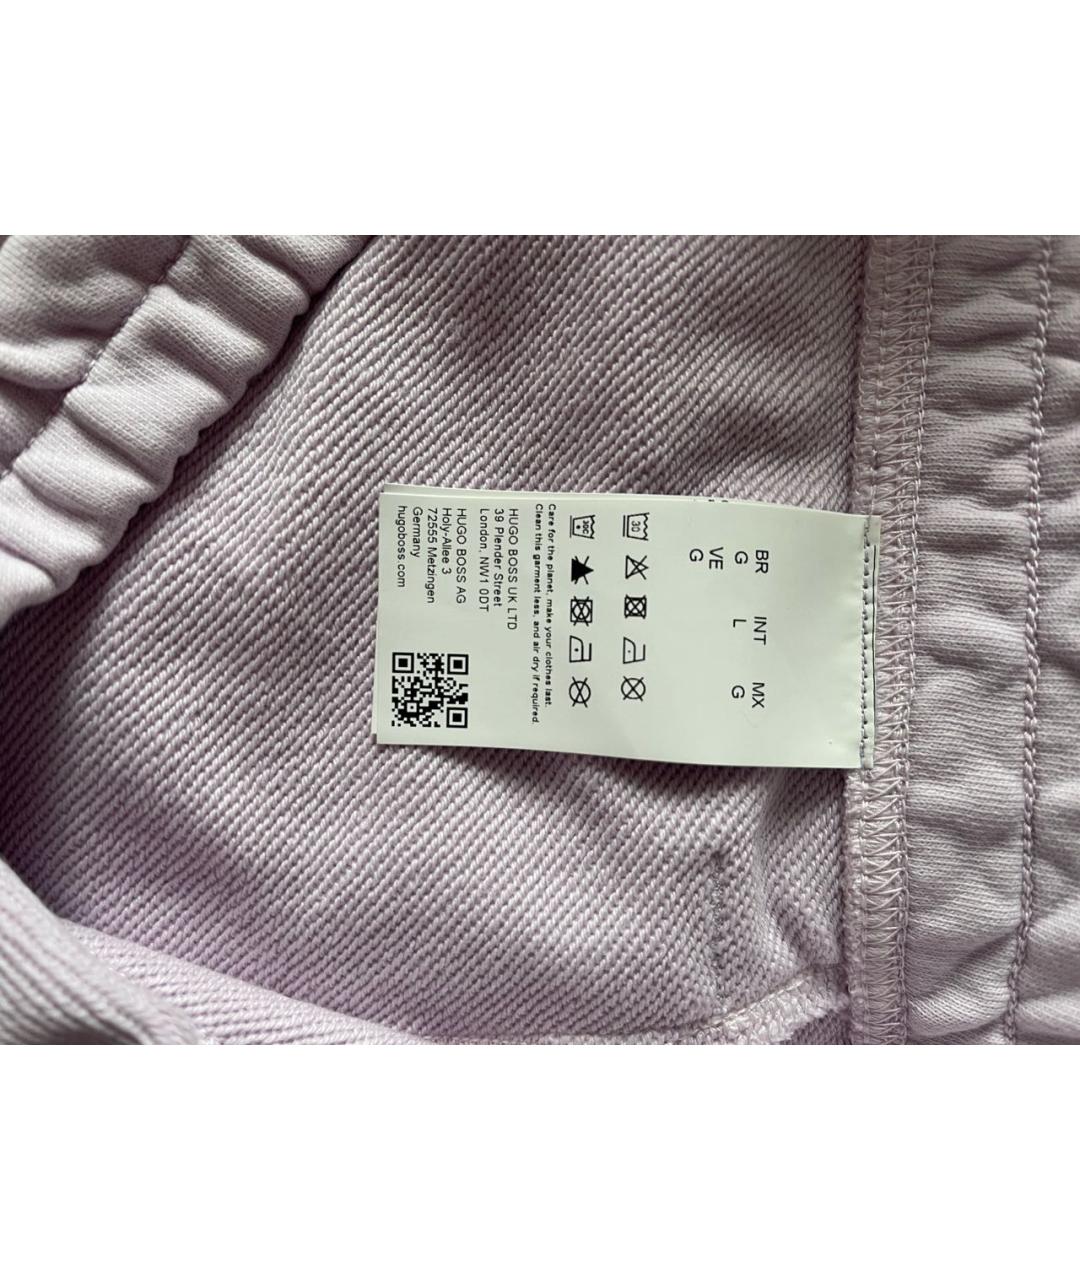 BR INT MX
G L G
VE
G
30
30C
Care for the planet, make your clothes last.
Clean this garment less, and air dry if required.
HUGO BOSS UK LTD
39 Plender Street
London, NW1 0DT
HUGO BOSS AG
Holy-Allee 3
72555 Metzingen
Germany
hugoboss.com